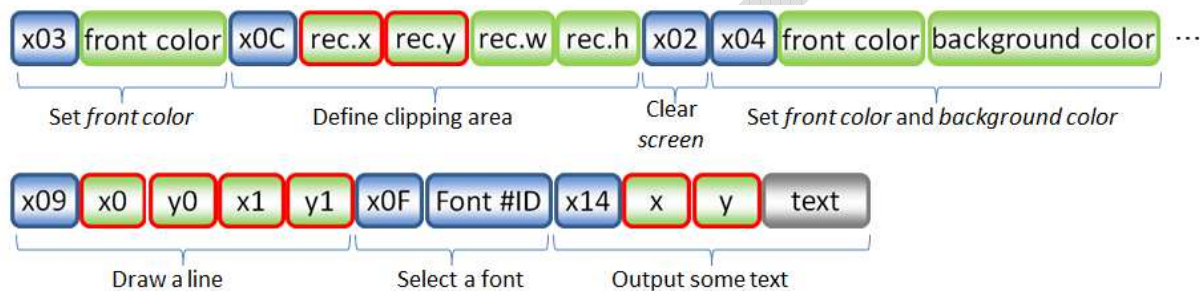 x03 front color x0C rec.x rec.y rec.w rec.h x02 x04 front color background color ...
Set front color Define clipping area Clear screen Set front color and background color
x09 x0 y0 x1 y1 x0F Font #ID x14 x y text
Draw a line Select a font Output some text